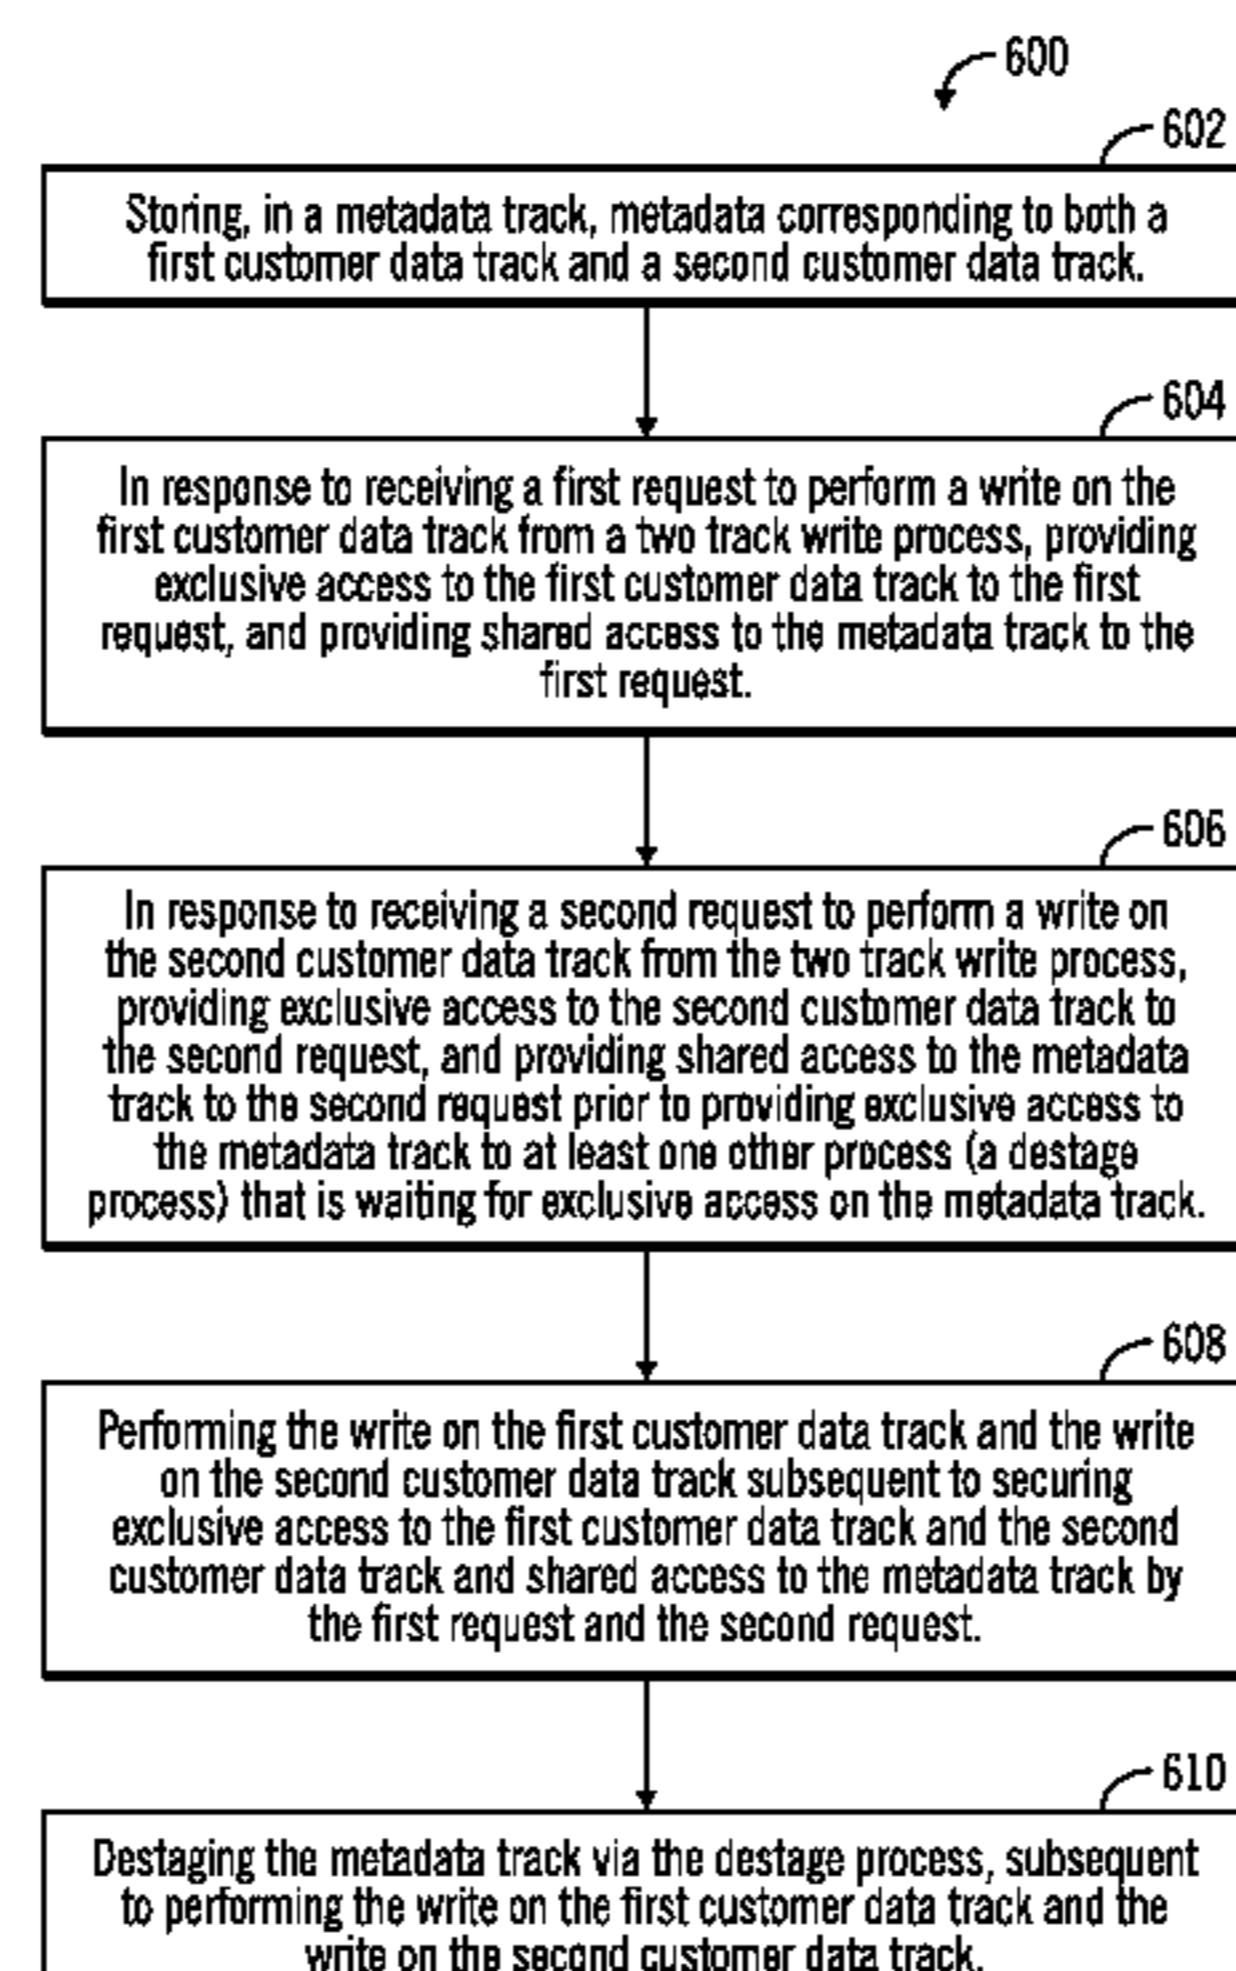 600
602
Storing, in a metadata track, metadata corresponding to both a
first customer data track and a second customer data track.
604
In response to receiving a first request to perform a write on the
first customer data track from a two track write process, providing
exclusive access to the first customer data track to the first
request, and providing shared access to the metadata track to the
first request.
606
In response to receiving a second request to perform a write on
the second customer data track from the two track write process,
providing exclusive access to the second customer data track to
the second request, and providing shared access to the metadata
track to the second request prior to providing exclusive access to
the metadata track to at least one other process (a destage
process) that is waiting for exclusive access on the metadata track.
608
Performing the write on the first customer data track and the write
on the second customer data track subsequent to securing
exclusive access to the first customer data track and the second
customer data track and shared access to the metadata track by
the first request and the second request.
610
Destaging the metadata track via the destage process, subsequent
to performing the write on the first customer data track and the
write on the second customer data track.